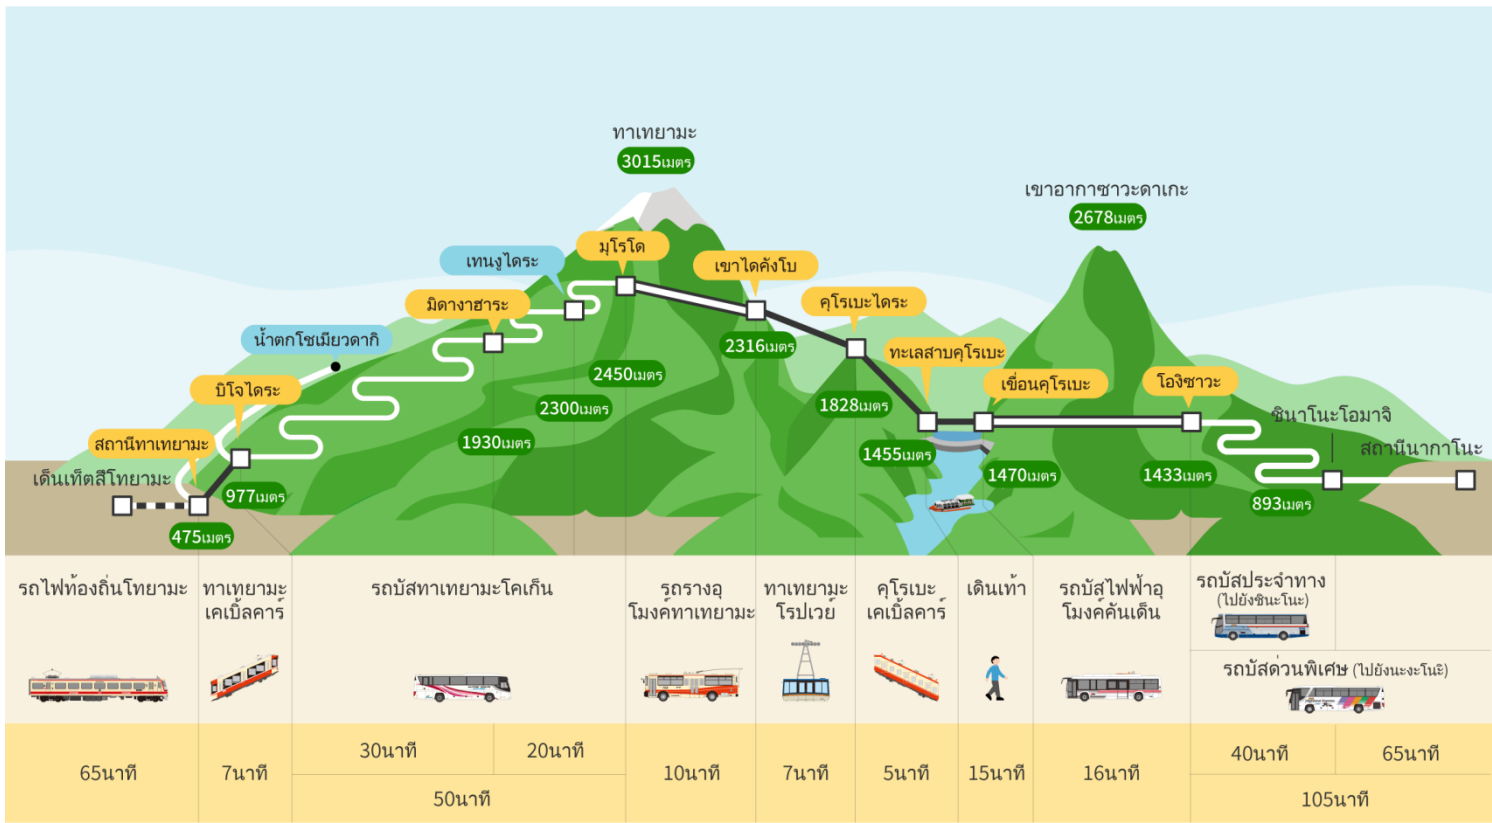 ทาเทยามะ
3015เมตร
เขาอากาซาวะดาเกะ
2678เมตร
มุโรโด
เทนงูไดระ
เขาไดคังโบ
มิดางาฮาระ
คุโรเบะไดระ
น้ำตกโชเมียวดากิ
2316เมตร
ทะเลสาบคุโรเบะ
2450เมตร
บิโจไดระ
เขื่อนคุโรเบะ
โองิซาวะ
2300เมตร
1828เมตร
ชินาโนะโอมาจิ
สถานีทาเทยามะ
1930เมตร
1455เมตร
สถานีนากาโนะ
เด็นเท็ตสึโทยามะ
977เมตร
1470เมตร
1433เมตร
893เมตร
475เมตร
รถไฟท้องถิ่นโทยามะ
ทาเทยามะ
เคเบิ้ลคาร์
รถบัสทาเทยามะโคเก็น
รถรางอุ
โมงค์ทาเทยามะ
ทาเทยามะ
โรปเวย์
คุโรเบะ
เคเบิ้ลคาร์
เดินเท้า
รถบัสไฟฟ้าอุ
โมงค์คันเด็น
รถบัสประจำทาง
(ไปยังชินะโนะ)
รถบัสด่วนพิเศษ (ไปยังนะงะโนะิ)
65นาที
7นาที
30นาที
20นาที
50นาที
10นาที
7นาที
5นาที
15นาที
16นาที
40นาที
65นาที
105นาที